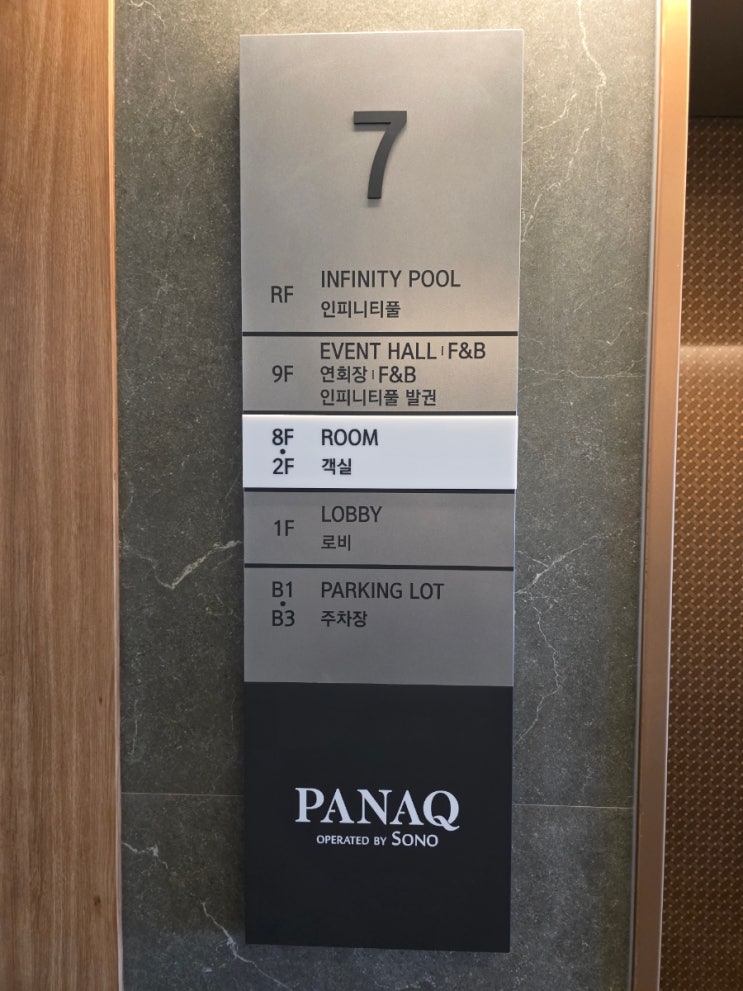 7
RF
INFINITY POOL
인피니티풀
9F
EVENT HALL | F&B
연회장 | F&B
인피니티풀 발권
8F
•
2F
ROOM
객실
1F
LOBBY
로비
B1
•
B3
PARKING LOT
주차장
PANAQ
OPERATED BY SONO